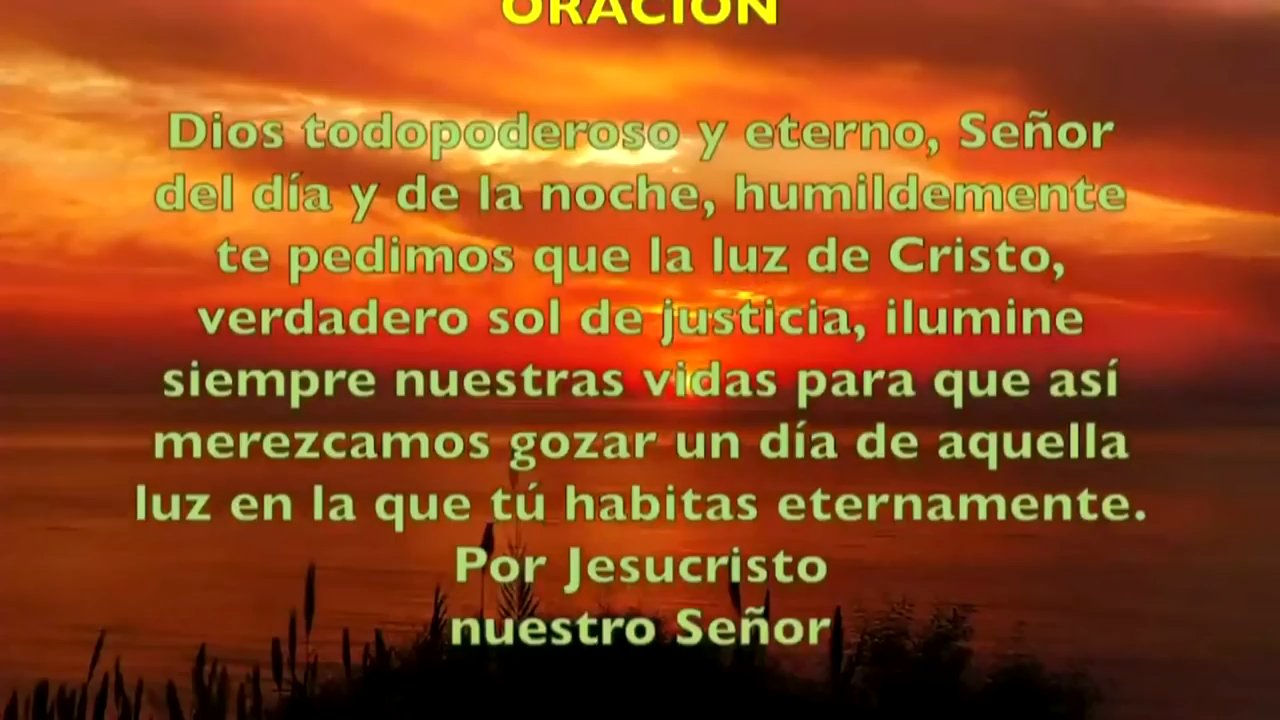 ORACIÓN
Dios todopoderoso y eterno, Señor
del día y de la noche, humildemente
te pedimos que la luz de Cristo,
verdadero sol de justicia, ilumine
siempre nuestras vidas para que así
merezcamos gozar un día de aquella
luz en la que tú habitas eternamente.
Por Jesucristo
nuestro Señor